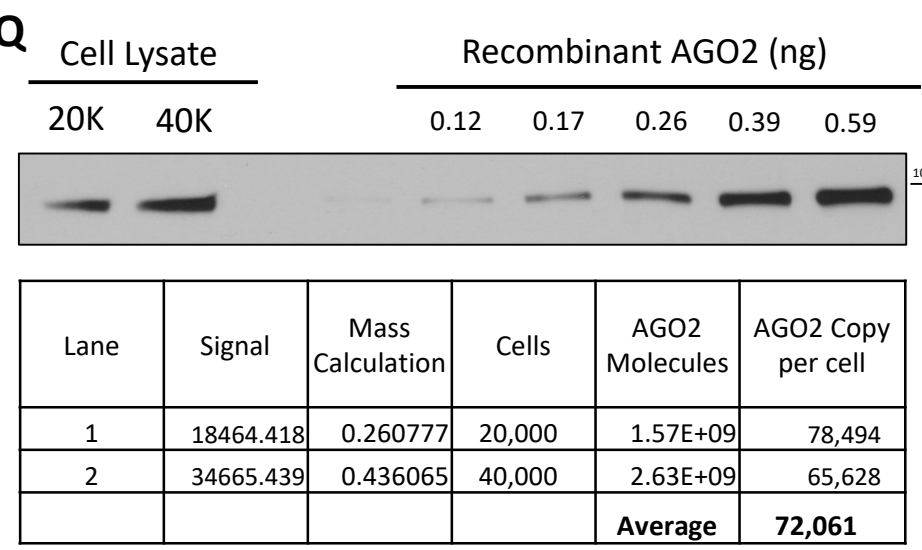 Q
Cell Lysate
Recombinant AGO2 (ng)
20K 40K
0.12 0.17 0.26 0.39 0.59
10
Lane Signal Mass Calculation Cells AGO2 Molecules AGO2 Copy per cell
1 18464.418 0.260777 20,000 1.57E+09 78,494
2 34665.439 0.436065 40,000 2.63E+09 65,628
Average 72,061